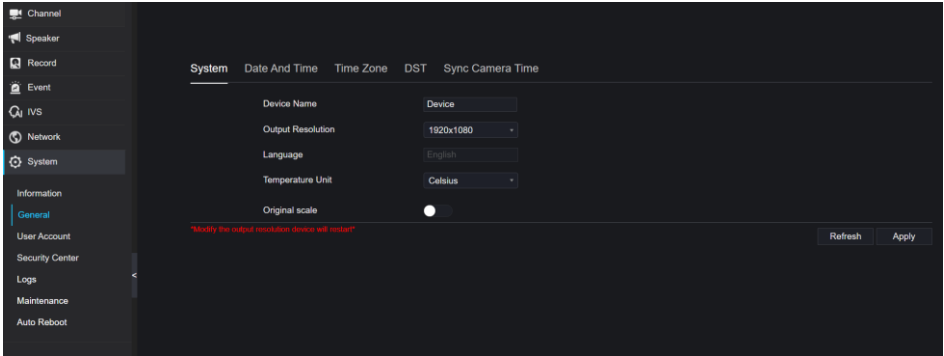 Channel
Speaker
Record
Event
IVS
Network
System
Information
General
User Account
Security Center
Logs
Maintenance
Auto Reboot
<
System Date And Time Time Zone DST Sync Camera Time
Device Name Device
Output Resolution 1920x1080
Language English
Temperature Unit Celsius
Original scale
*Modify the output resolution device will restart*
Refresh Apply